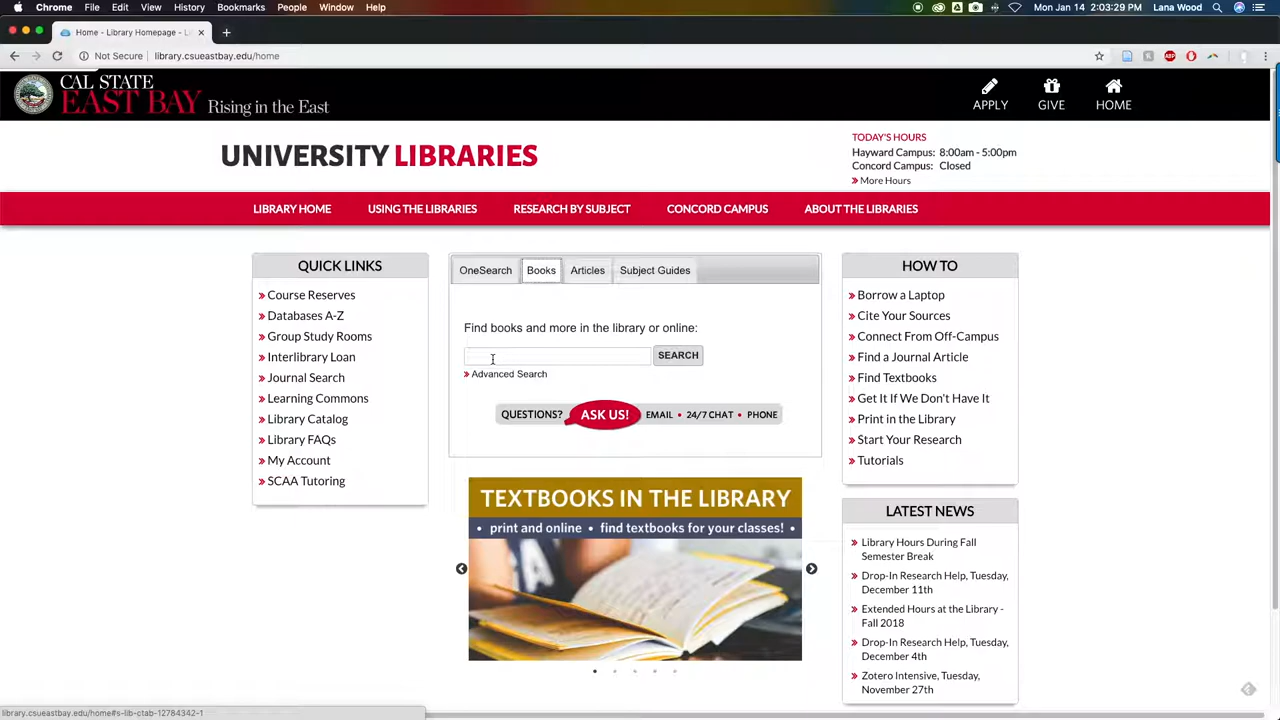 Chrome File Edit View History Bookmarks People Window Help Mon Jan 14 2:03:29 PM Lana Wood
Home - Library Homepage - Li
Not Secure library.csueastbay.edu/home
CAL STATE
EAST BAY Rising in the East
APPLY GIVE HOME
UNIVERSITY LIBRARIES
TODAY'S HOURS
Hayward Campus: 8:00am - 5:00pm
Concord Campus: Closed
More Hours
LIBRARY HOME USING THE LIBRARIES RESEARCH BY SUBJECT CONCORD CAMPUS ABOUT THE LIBRARIES
QUICK LINKS
Course Reserves
Databases A-Z
Group Study Rooms
Interlibrary Loan
Journal Search
Learning Commons
Library Catalog
Library FAQs
My Account
SCAA Tutoring
OneSearch Books Articles Subject Guides
Find books and more in the library or online:
SEARCH
Advanced Search
QUESTIONS? ASK US! EMAIL • 24/7 CHAT • PHONE
TEXTBOOKS IN THE LIBRARY
• print and online • find textbooks for your classes! •
HOW TO
Borrow a Laptop
Cite Your Sources
Connect From Off-Campus
Find a Journal Article
Find Textbooks
Get It If We Don't Have It
Print in the Library
Start Your Research
Tutorials
LATEST NEWS
Library Hours During Fall
Semester Break
Drop-In Research Help, Tuesday,
December 11th
Extended Hours at the Library -
Fall 2018
Drop-In Research Help, Tuesday,
December 4th
Zotero Intensive, Tuesday,
November 27th
library.csueastbay.edu/home#s-lib-ctab-12784342-1